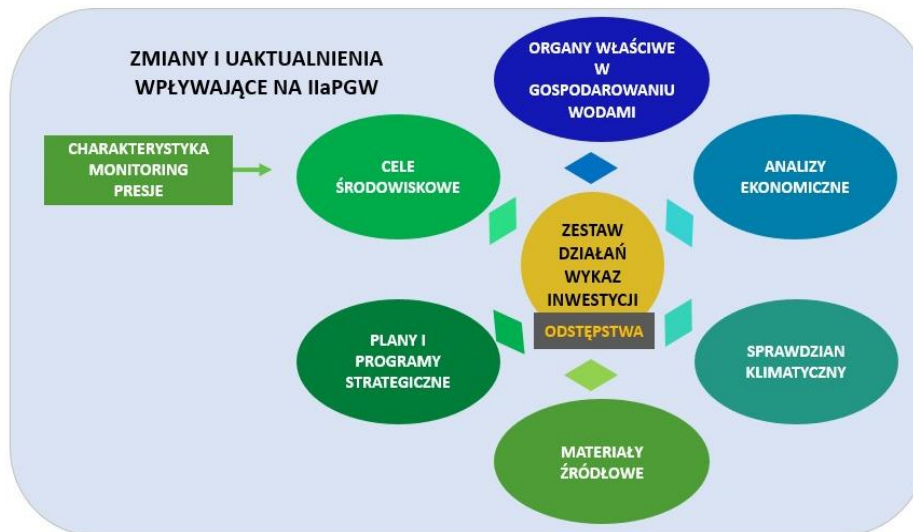 ZMIANY I UAKTUALNIENIA
WPŁYWAJĄCE NA IIaPGW
ORGANY WŁAŚCIWE
W
GOSPODAROWANIU
WODAMI
CHARAKTERYSTYKA
MONITORING
PRESJE
CELE
ŚRODOWISKOWE
ANALIZY
EKONOMICZNE
ZESTAW
DZIAŁAŃ
WYKAZ
INWESTYCJI
ODSTĘPSTWA
PLANY I
PROGRAMY
STRATEGICZNE
SPRAWDZIAN
KLIMATYCZNY
MATERIAŁY
ŹRÓDŁOWE